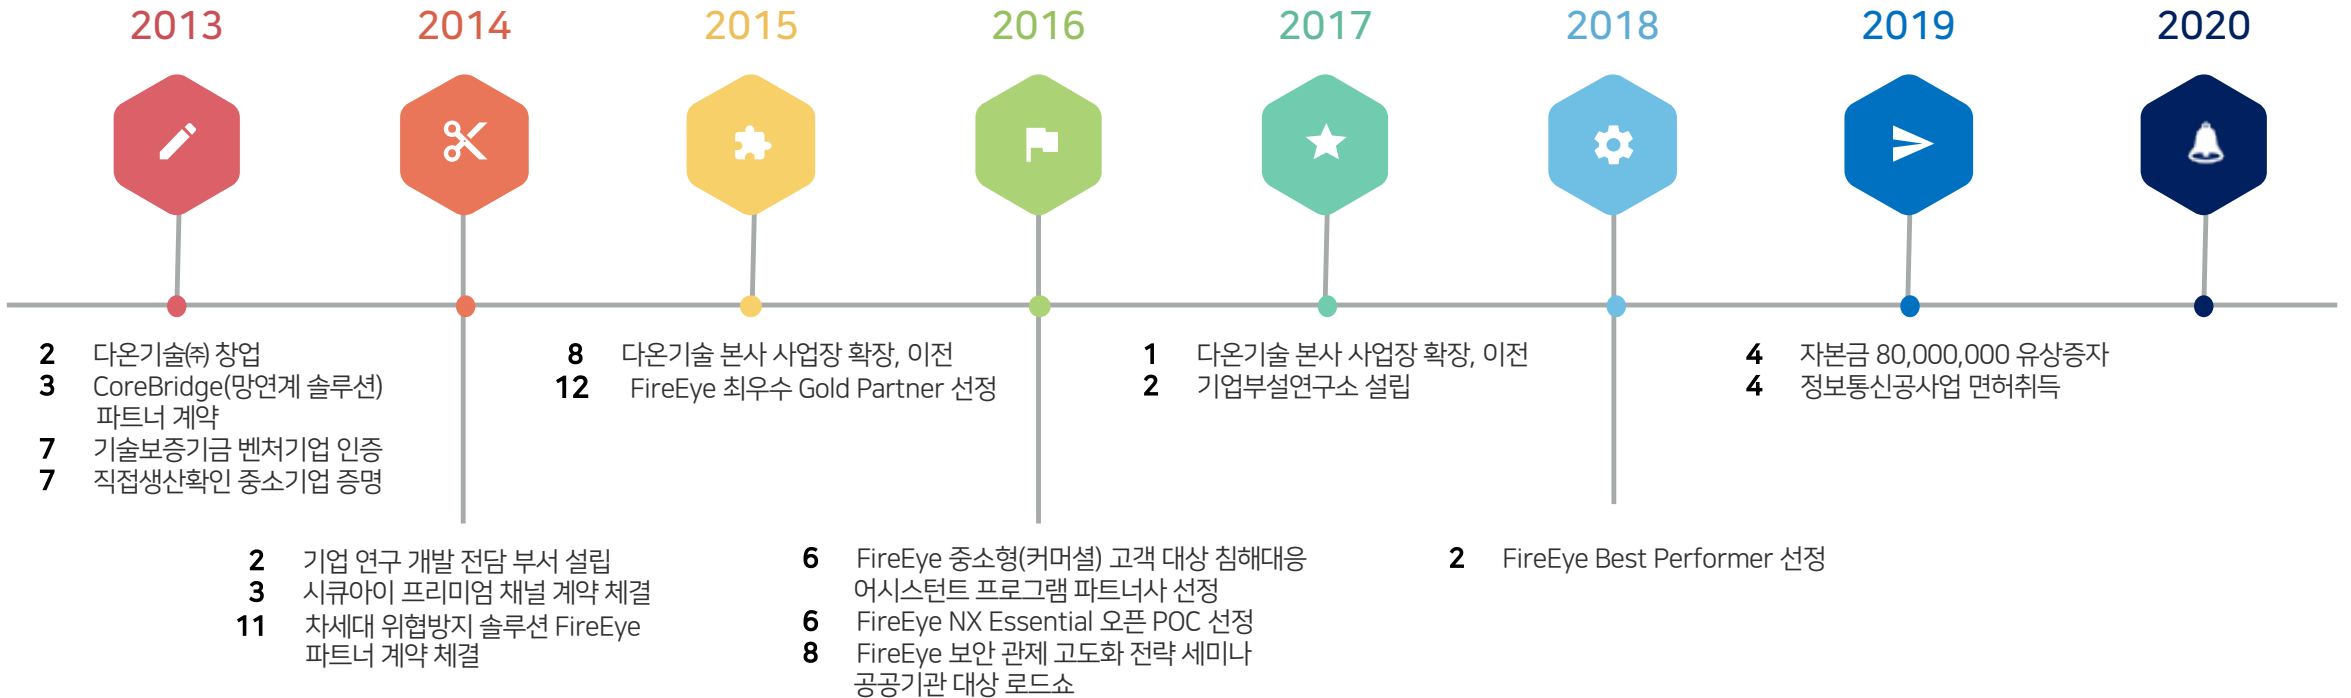 2013
2014
2015
2016
2017
2018
2019
2020
2 다온기술㈜ 창업
3 CoreBridge(망연계 솔루션)
파트너 계약
7 기술보증기금 벤처기업 인증
7 직접생산확인 중소기업 증명
2 기업 연구 개발 전담 부서 설립
3 시큐아이 프리미엄 채널 계약 체결
11 차세대 위협방지 솔루션 FireEye
파트너 계약 체결
8 다온기술 본사 사업장 확장, 이전
12 FireEye 최우수 Gold Partner 선정
6 FireEye 중소형(커머셜) 고객 대상 침해대응
어시스턴트 프로그램 파트너사 선정
6 FireEye NX Essential 오픈 POC 선정
8 FireEye 보안 관제 고도화 전략 세미나
공공기관 대상 로드쇼
1 다온기술 본사 사업장 확장, 이전
2 기업부설연구소 설립
2 FireEye Best Performer 선정
4 자본금 80,000,000 유상증자
4 정보통신공사업 면허취득